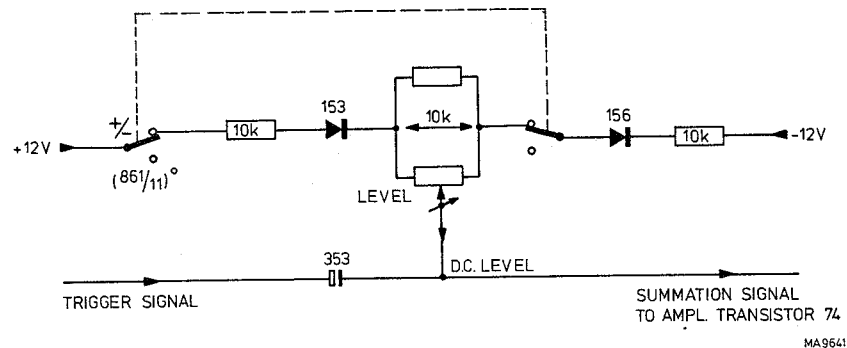 +/-
153
156
10k
10k
10k
+12V
-12V
(861/11)°
LEVEL
353
D.C. LEVEL
TRIGGER SIGNAL
SUMMATION SIGNAL
TO AMPL. TRANSISTOR 74